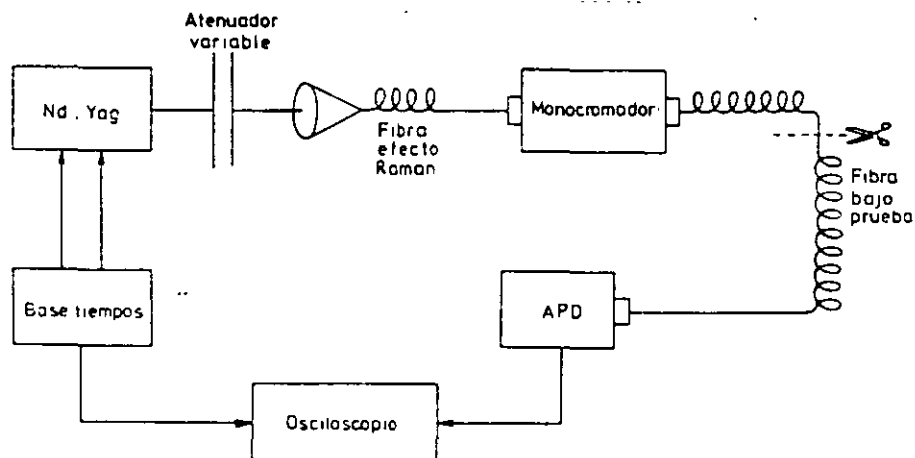 Atenuador
variable
Nd. Yag
Fibra
efecto
Raman
Monocromador
Fibra
bajo
prueba
Base tiempos
APD
Osciloscopio